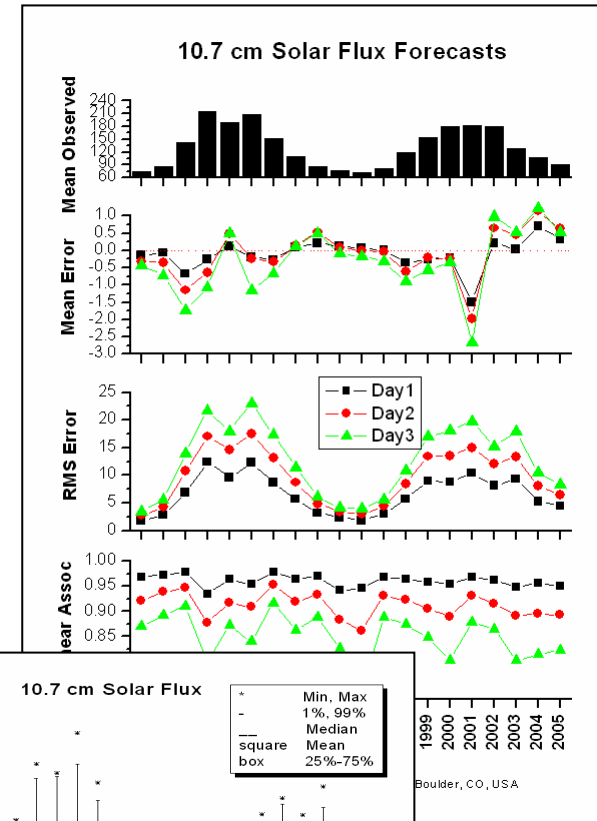 10.7 cm Solar Flux Forecasts
Mean Observed
240
210
180
150
120
90
60
Mean Error
1.0
0.5
0.0
-0.5
-1.0
-1.5
-2.0
-2.5
-3.0
RMS Error
25
20
15
10
5
0
Day1
Day2
Day3
near Assoc
1.00
0.95
0.90
0.85
1999
2000
2001
2002
2003
2004
2005
Boulder, CO, USA
10.7 cm Solar Flux
* Min, Max
- 1%, 99%
__ Median
square Mean
box 25%-75%